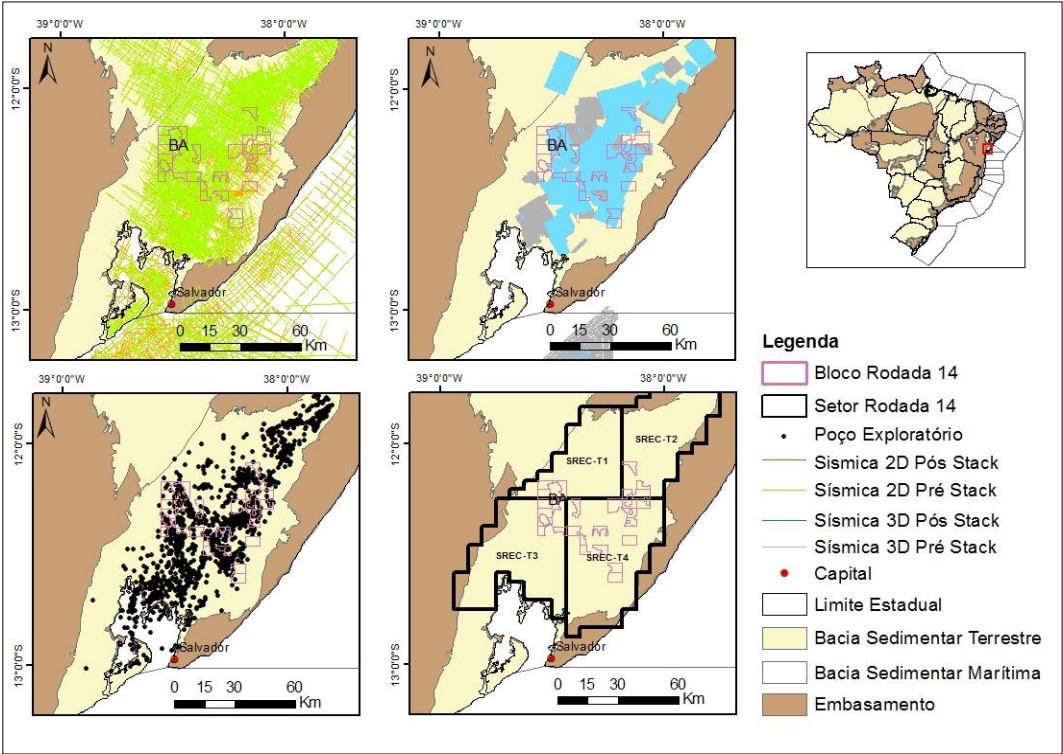 39°0'0"W
38°0'0"W
N
12°0'0"S
BA
13°0'0"S
Salvador
0 15 30 60
Km
39°0'0"W
38°0'0"W
N
12°0'0"S
BA
13°0'0"S
Salvador
0 15 30 60
Km
39°0'0"W
38°0'0"W
N
12°0'0"S
13°0'0"S
Salvador
0 15 30 60
Km
39°0'0"W
38°0'0"W
N
12°0'0"S
SREC-T1
SREC-T2
BA
SREC-T3
SREC-T4
13°0'0"S
Salvador
0 15 30 60
Km
Legenda
Bloco Rodada 14
Setor Rodada 14
Poço Exploratório
Sismica 2D Pós Stack
Sísmica 2D Pré Stack
Sísmica 3D Pós Stack
Sísmica 3D Pré Stack
Capital
Limite Estadual
Bacia Sedimentar Terrestre
Bacia Sedimentar Marítima
Embasamento